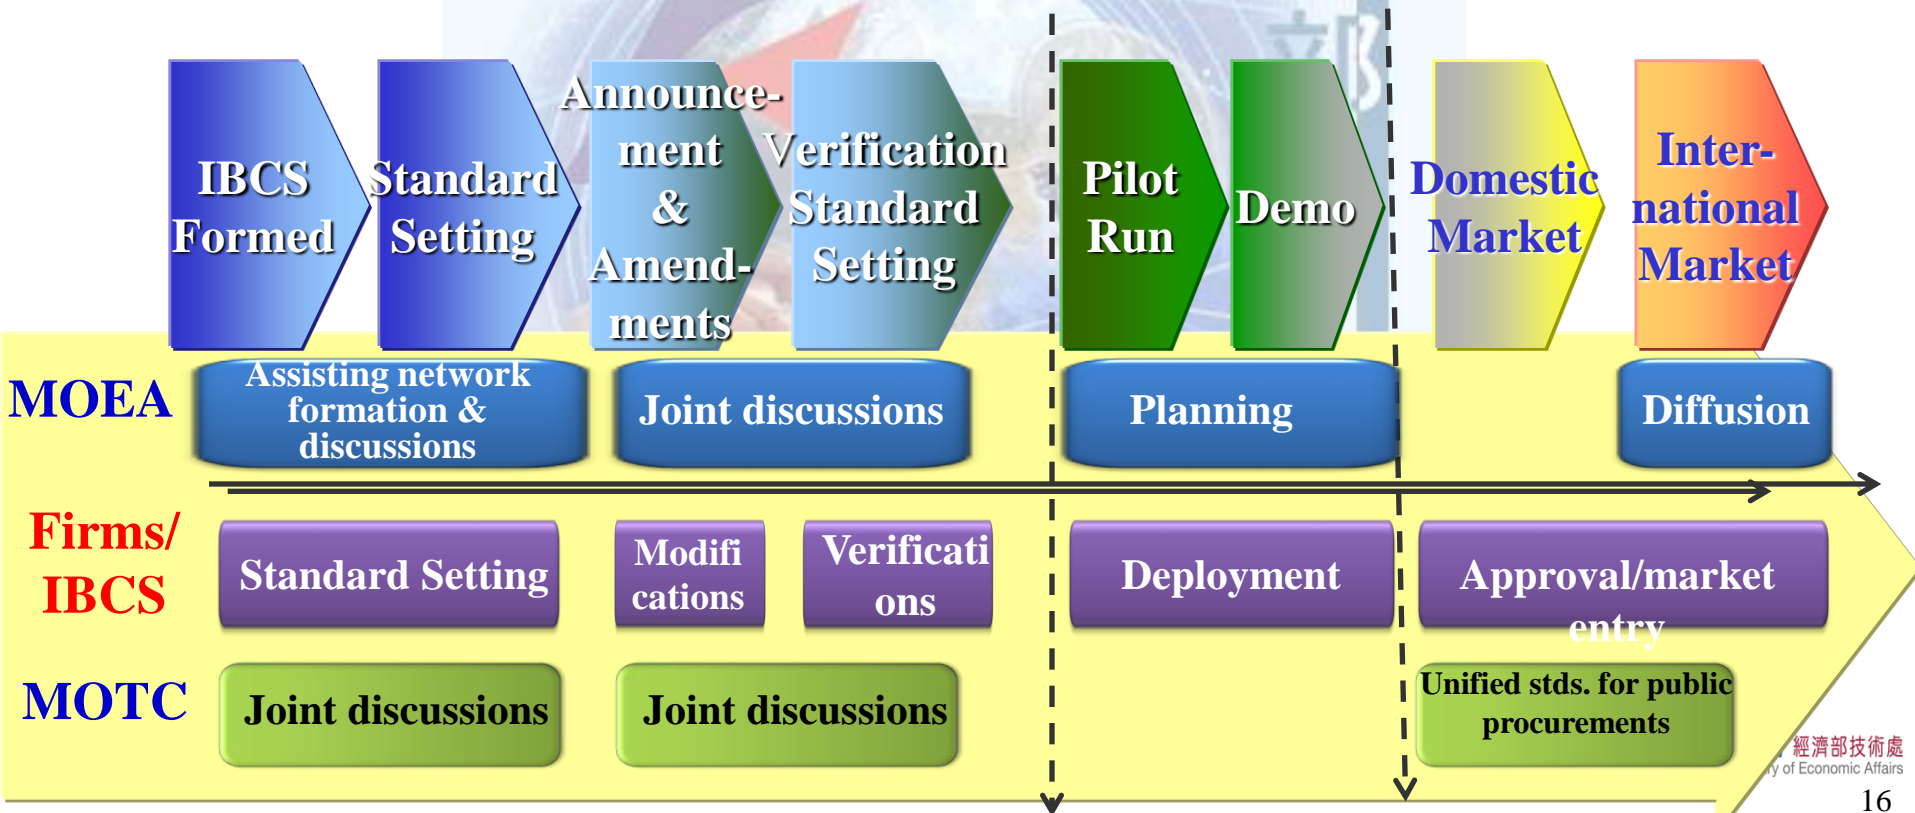 部
IBCS
Formed
Standard
Setting
Announce-
ment
&
Amend-
ments
Verification
Standard
Setting
Pilot
Run
Demo
Domestic
Market
Inter-
national
Market
MOEA
Assisting network
formation &
discussions
Joint discussions
Planning
Diffusion
Firms/
IBCS
Standard Setting
Modifi
cations
Verificati
ons
Deployment
Approval/market
entry
MOTC
Joint discussions
Joint discussions
Unified stds. for public
procurements
經濟部技術處
ry of Economic Affairs
16